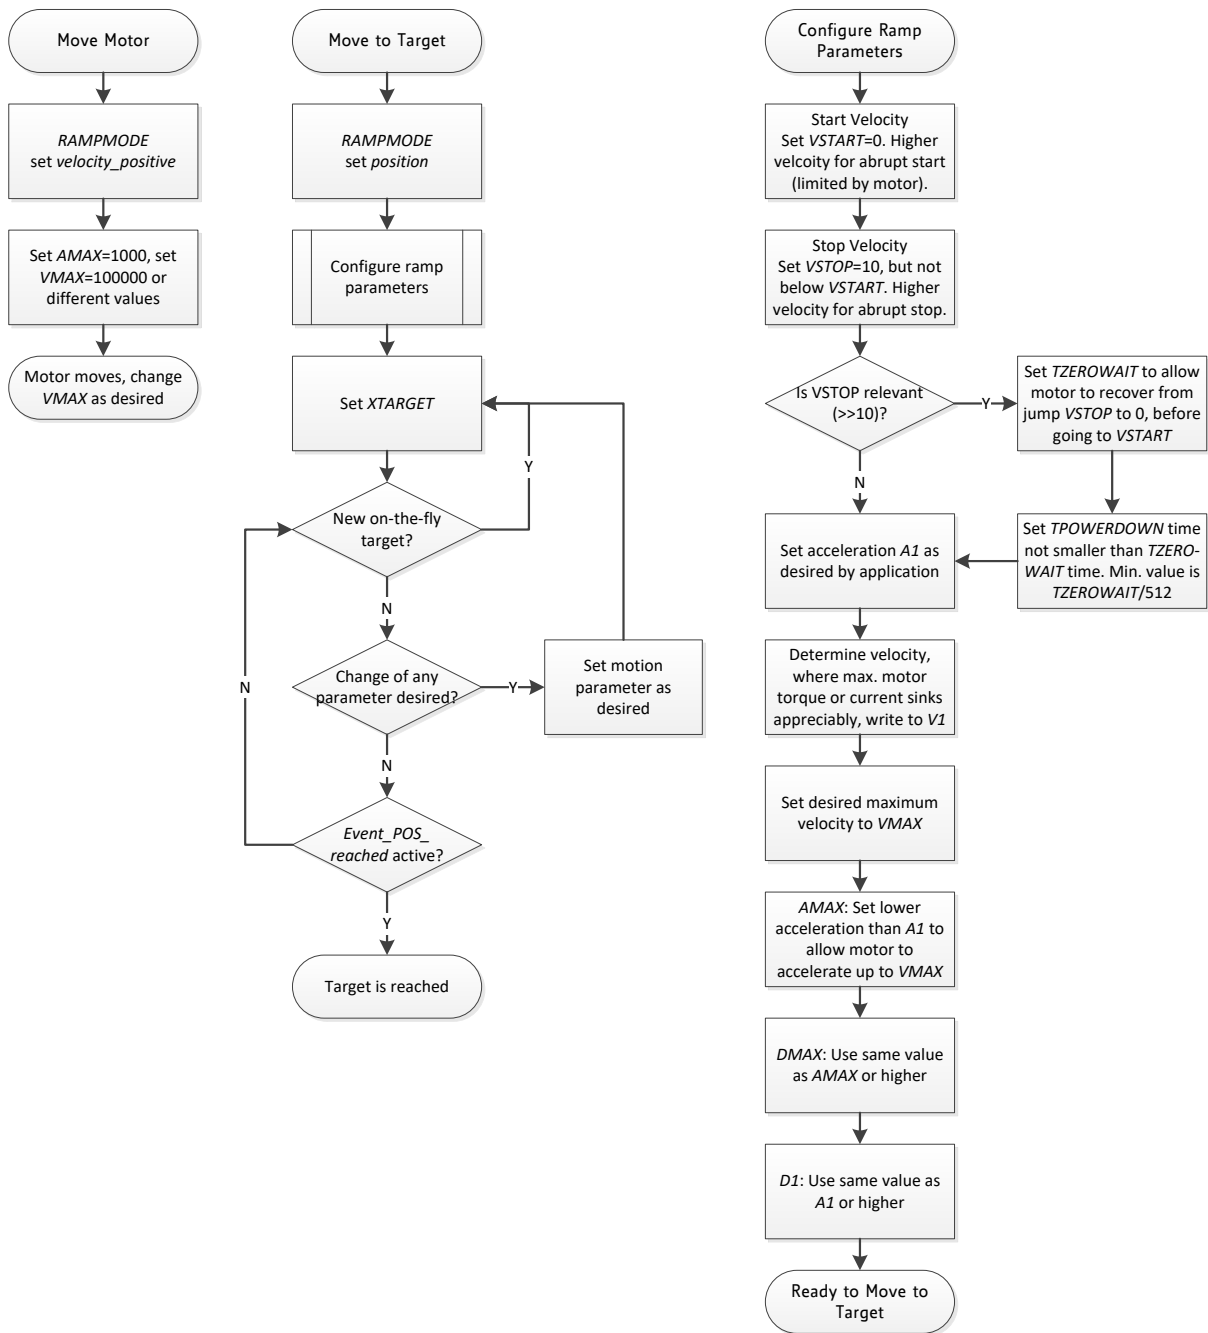 Move Motor
RAMPMODE
set velocity_positive
Set AMAX=1000, set
VMAX=100000 or
different values
Motor moves, change
VMAX as desired
Move to Target
RAMPMODE
set position
Configure ramp
parameters
Set XTARGET
Y
New on-the-fly
target?
N
Change of any
parameter desired?
Y
Set motion
parameter as
desired
N
N
Event_POS_
reached active?
Y
Target is reached
Configure Ramp
Parameters
Start Velocity
Set VSTART=0. Higher
velcoity for abrupt start
(limited by motor).
Stop Velocity
Set VSTOP=10, but not
below VSTART. Higher
velocity for abrupt stop.
Is VSTOP relevant
(>>10)?
Y
Set TZEROWAIT to allow
motor to recover from
jump VSTOP to 0, before
going to VSTART
N
Set TPOWERDOWN time
not smaller than TZERO-
WAIT time. Min. value is
TZEROWAIT/512
Set acceleration A1 as
desired by application
Determine velocity,
where max. motor
torque or current sinks
appreciably, write to V1
Set desired maximum
velocity to VMAX
AMAX: Set lower
acceleration than A1 to
allow motor to
accelerate up to VMAX
DMAX: Use same value
as AMAX or higher
D1: Use same value as
A1 or higher
Ready to Move to
Target